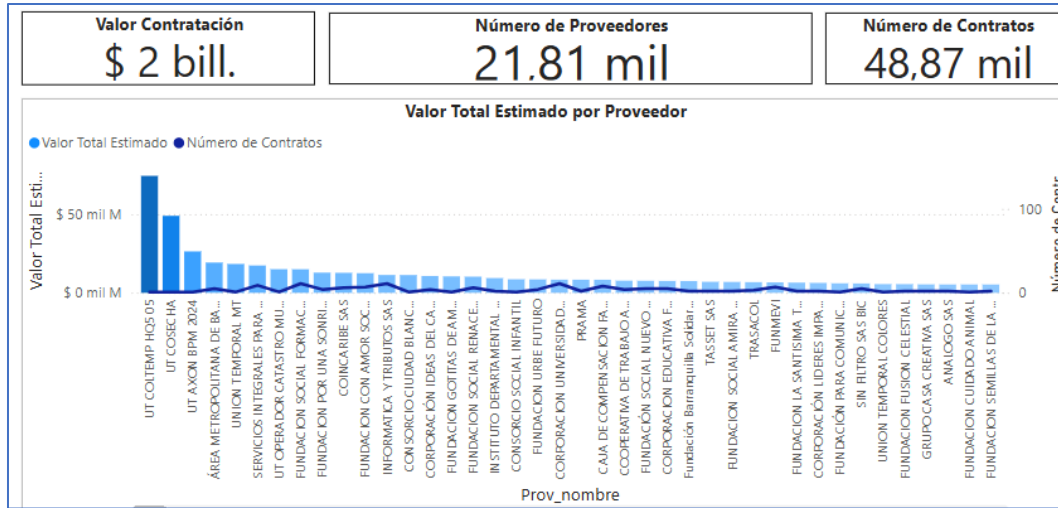 Valor Contratación
$ 2 bill.
Número de Proveedores
21,81 mil
Número de Contratos
48,87 mil
Valor Total Estimado por Proveedor
Valor Total Estimado
Número de Contratos
Valor Total Esti...
$ 50 mil M
$ 0 mil M
100
0
Número de Contr...
UT COLTEMP HQ5 05
UT COSECHA
UT AXON BPM 2024
ÁREA METROPOLITANA DE BA...
UNION TEMPORAL MT
SERVICIOS INTEGRALES PARA ...
UT OPERADOR CATASTRO MU...
FUNDACION SOCIAL FORMAC...
FUNDACION POR UNA SONRI...
COINCARIBE SAS
FUNDACION CON AMOR SOC...
INFORMATICA Y TRIBUTOS SAS
CONSORCIO CIUDAD BLANC...
CORPORACIÓN IDEAS DEL CA...
FUNDACION GOTITAS DE AM...
FUNDACION SOCIAL RENACE...
INSTITUTO DEPARTAMENTAL ...
CONSORCIO SOCIAL INFANTIL
FUNDACION URBE FUTURO
CORPORACION UNIVERSIDAD...
PRAMA
CAJA DE COMPENSACION FA...
COOPERATIVA DE TRABAJO A...
FUNDACIÓN SOCIAL NUEVO ...
CORPORACION EDUCATIVA F...
Fundación Barranquilla Solidar...
TASSET SAS
FUNDACION SOCIAL AMIRA ...
TRASACOL
FUNIMEVI
FUNDACION LA SANTISIMA T...
CORPORACIÓN LIDERES IMPA...
FUNDACIÓN PARA COMUNIC...
SIN FILTRO SAS BIC
UNION TEMPORAL COLORES
FUNDACION FUSION CELESTIAL
GRUPO CASA CREATIVA SAS
ANALOGO SAS
FUNDACION CUIDADO ANIMAL
FUNDACION SEMILLAS DE LA ...
Prov_nombre